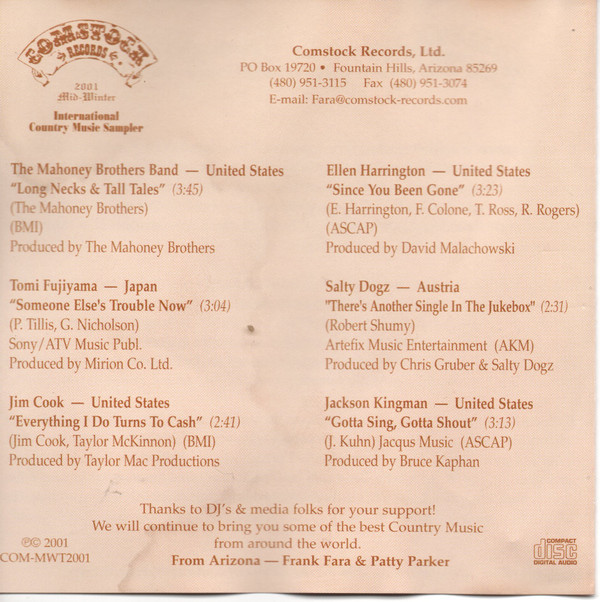 COMSTOCK
RECORDS
2001
Mid-Winter
International
Country Music Sampler
Comstock Records, Ltd.
PO Box 19720 • Fountain Hills, Arizona 85269
(480) 951-3115 Fax (480) 951-3074
E-mail: Fara@comstock-records.com
The Mahoney Brothers Band — United States
“Long Necks & Tall Tales” (3:45)
(The Mahoney Brothers)
(BMI)
Produced by The Mahoney Brothers
Tomi Fujiyama — Japan
“Someone Else's Trouble Now” (3:04)
(P. Tillis, G. Nicholson)
Sony/ATV Music Publ.
Produced by Mirion Co. Ltd.
Jim Cook — United States
“Everything I Do Turns To Cash” (2:41)
(Jim Cook, Taylor McKinnon) (BMI)
Produced by Taylor Mac Productions
Ellen Harrington — United States
“Since You Been Gone” (3:23)
(E. Harrington, F. Colone, T. Ross, R. Rogers)
(ASCAP)
Produced by David Malachowski
Salty Dogz — Austria
"There's Another Single In The Jukebox" (2:31)
(Robert Shumy)
Artefix Music Entertainment (AKM)
Produced by Chris Gruber & Salty Dogz
Jackson Kingman — United States
“Gotta Sing, Gotta Shout” (3:13)
(J. Kuhn) Jacqus Music (ASCAP)
Produced by Bruce Kaphan
Thanks to DJ's & media folks for your support!
We will continue to bring you some of the best Country Music
from around the world.
From Arizona — Frank Fara & Patty Parker
℗© 2001
COM-MWT2001
COMPACT
disc
DIGITAL AUDIO